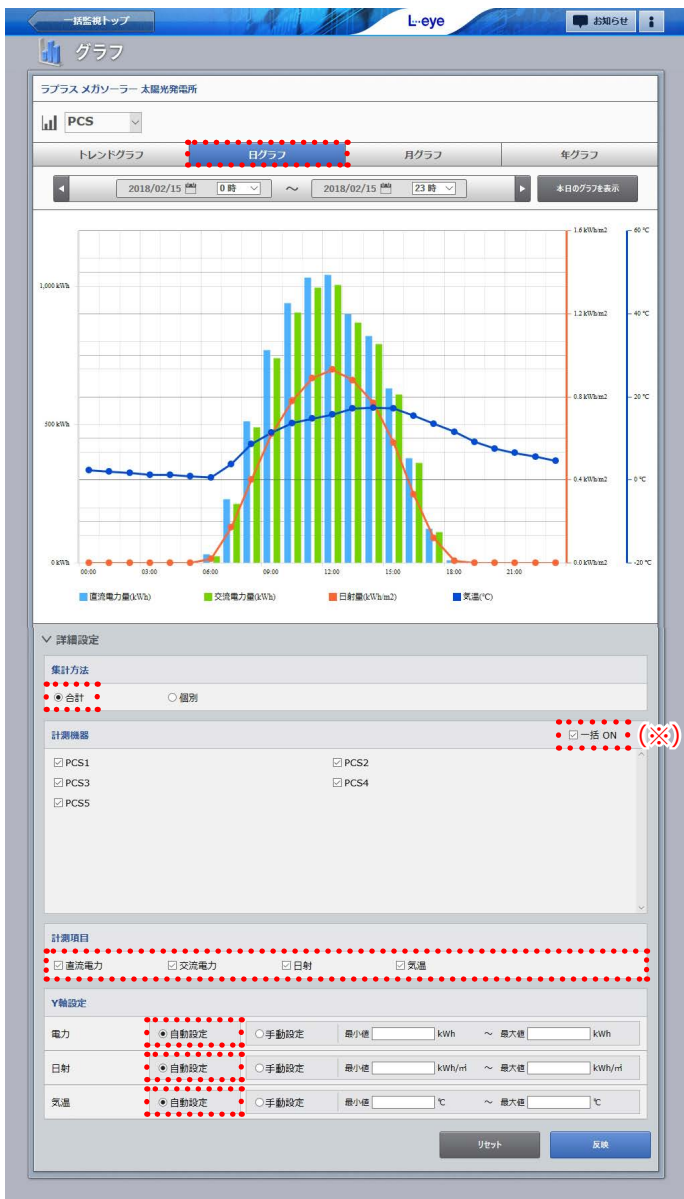 一括監視トップ L·eye お知らせ i
グラフ
ラプラス メガソーラー 太陽光発電所
PCS
トレンドグラフ 日グラフ 月グラフ 年グラフ
2018/02/15 0 時 ～ 2018/02/15 23 時 本日のグラフを表示
1.6 kWh/m2 60 ℃
1,000 kWh
1.2 kWh/m2 40 ℃
0.8 kWh/m2 20 ℃
500 kWh
0.4 kWh/m2 0 ℃
0 kWh 0.0 kWh/m2 -20 ℃
00:00 03:00 06:00 09:00 12:00 15:00 18:00 21:00
直流電力量(kWh) 交流電力量(kWh) 日射量(kWh/m2) 気温(℃)
詳細設定
集計方法
合計 個別
計測機器 一括 ON (※)
PCS1 PCS2
PCS3 PCS4
PCS5
計測項目
直流電力 交流電力 日射 気温
Y軸設定
電力 自動設定 手動設定 最小値 kWh ～ 最大値 kWh
日射 自動設定 手動設定 最小値 kWh/㎡ ～ 最大値 kWh/㎡
気温 自動設定 手動設定 最小値 ℃ ～ 最大値 ℃
リセット 反映